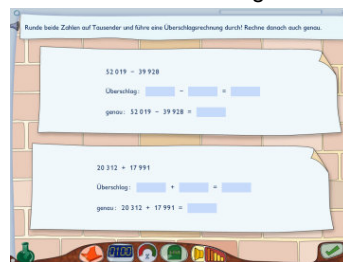 Runde beide Zahlen auf Tausender und führe eine Überschlagsrechnung durch! Rechne danach auch genau.
52 019 − 39 928
Überschlag: − =
genau: 52 019 − 39 928 =
20 312 + 17 991
Überschlag: + =
genau: 20 312 + 17 991 =